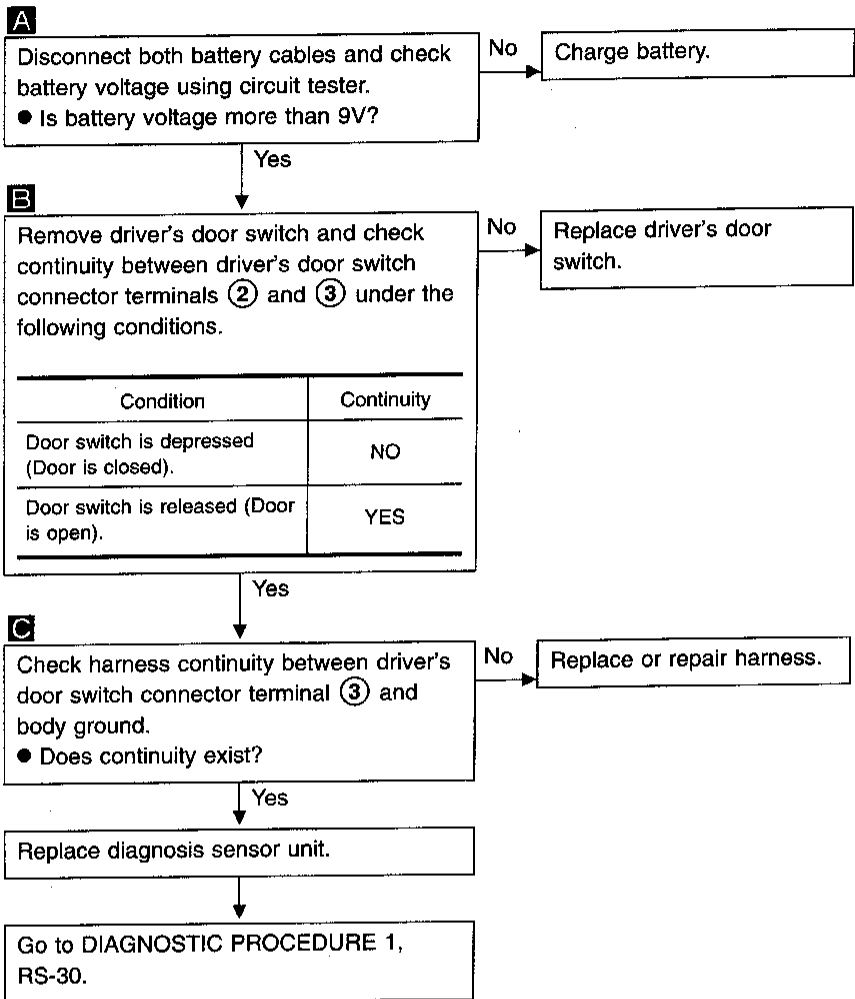 A
Disconnect both battery cables and check
battery voltage using circuit tester.
● Is battery voltage more than 9V?
No
Charge battery.
Yes
B
Remove driver's door switch and check
continuity between driver's door switch
connector terminals ② and ③ under the
following conditions.
No
Replace driver's door
switch.
Condition
Continuity
Door switch is depressed
(Door is closed).
NO
Door switch is released (Door
is open).
YES
Yes
C
Check harness continuity between driver's
door switch connector terminal ③ and
body ground.
● Does continuity exist?
No
Replace or repair harness.
Yes
Replace diagnosis sensor unit.
Go to DIAGNOSTIC PROCEDURE 1,
RS-30.